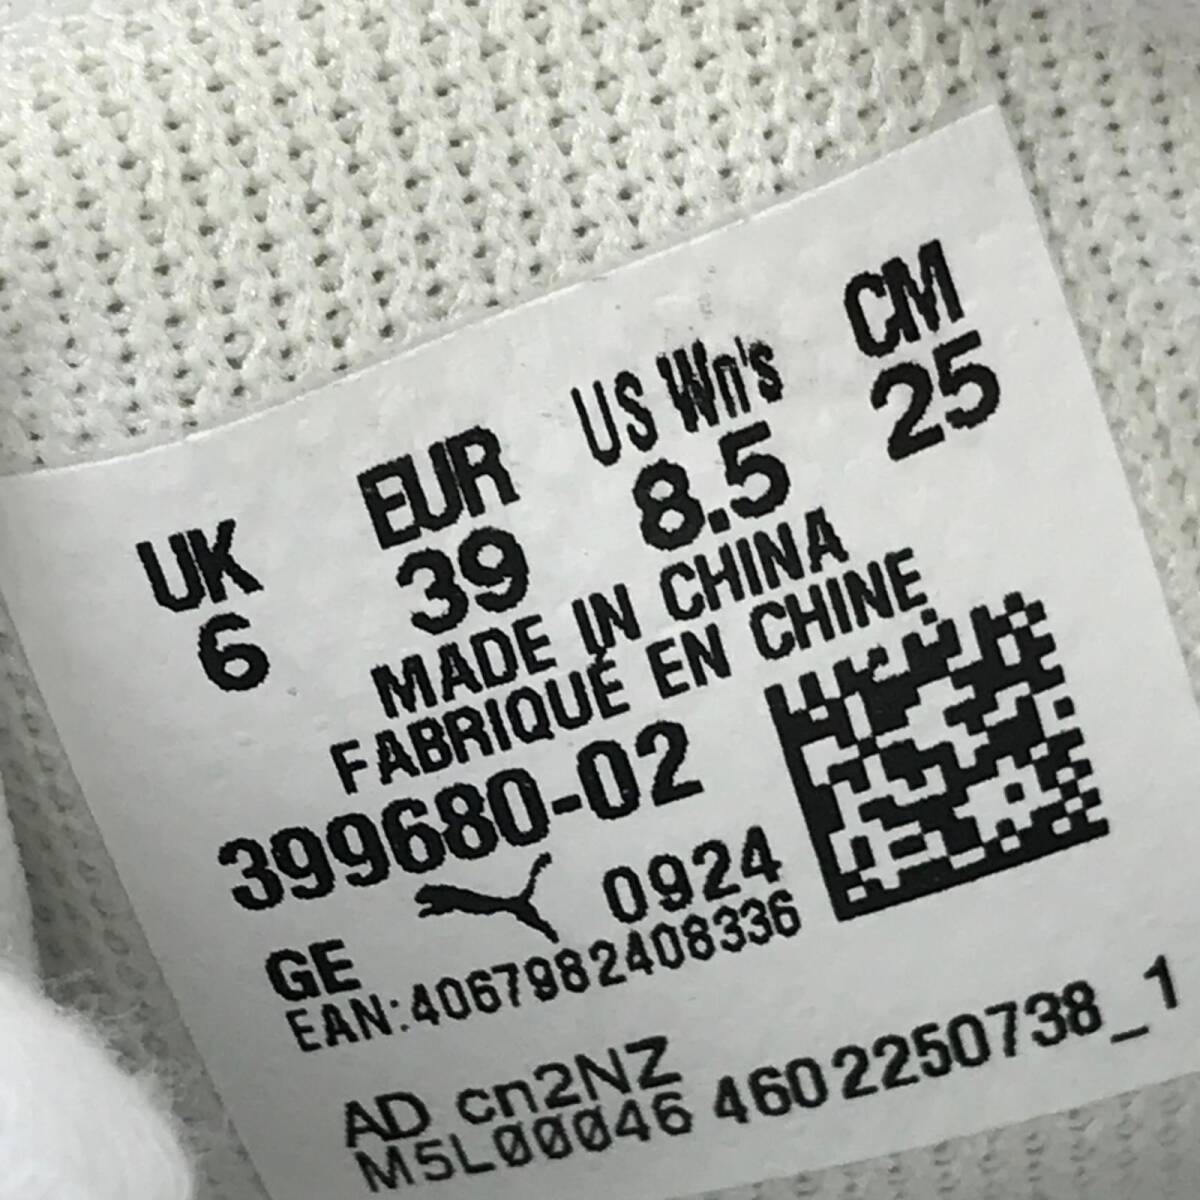 UK EUR US Wn's CM
6 39 8.5 25
MADE IN CHINA
FABRIQUÉ EN CHINE
399680-02
GE 0924
EAN:4067982408336
AD cn2NZ
M5L00046 4602250738_1